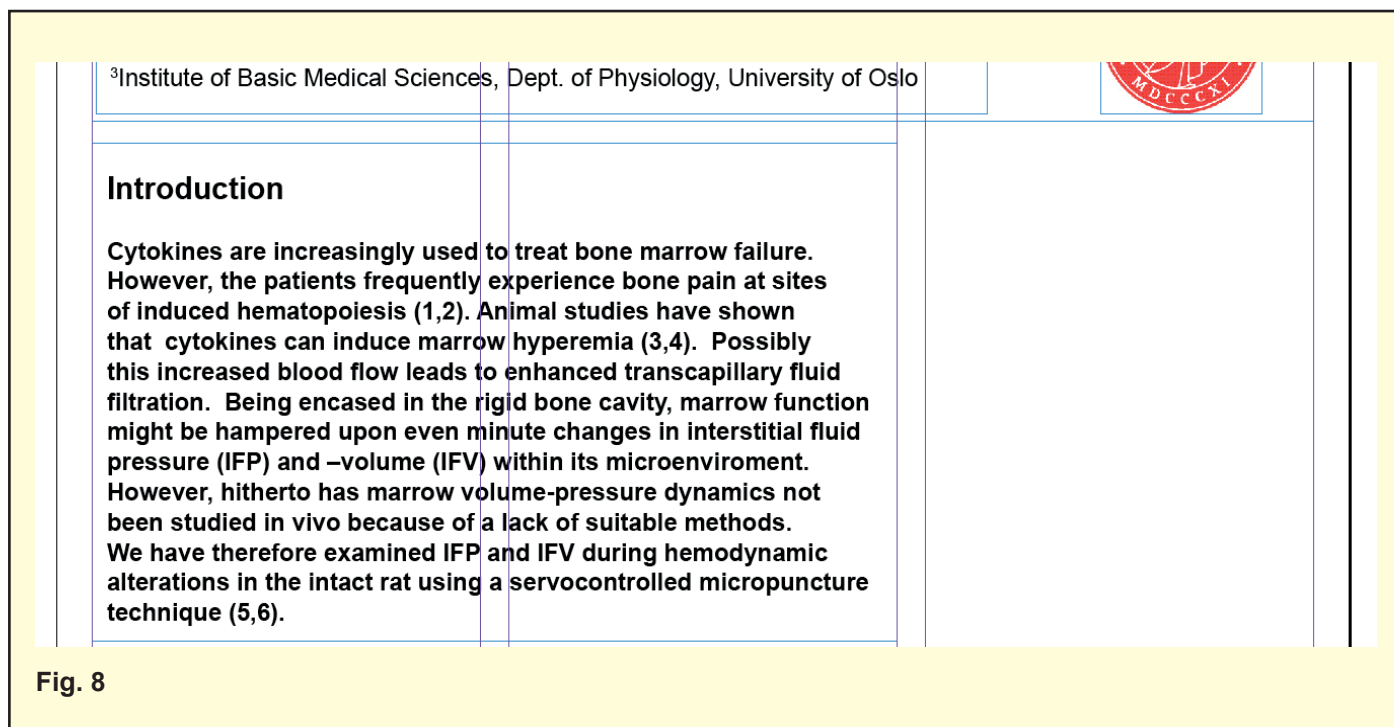 ³Institute of Basic Medical Sciences, Dept. of Physiology, University of Oslo
MDCCCXI
Introduction
Cytokines are increasingly used to treat bone marrow failure.
However, the patients frequently experience bone pain at sites
of induced hematopoiesis (1,2). Animal studies have shown
that  cytokines can induce marrow hyperemia (3,4).  Possibly
this increased blood flow leads to enhanced transcapillary fluid
filtration.  Being encased in the rigid bone cavity, marrow function
might be hampered upon even minute changes in interstitial fluid
pressure (IFP) and –volume (IFV) within its microenviroment.
However, hitherto has marrow volume-pressure dynamics not
been studied in vivo because of a lack of suitable methods.
We have therefore examined IFP and IFV during hemodynamic
alterations in the intact rat using a servocontrolled micropuncture
technique (5,6).
Fig. 8